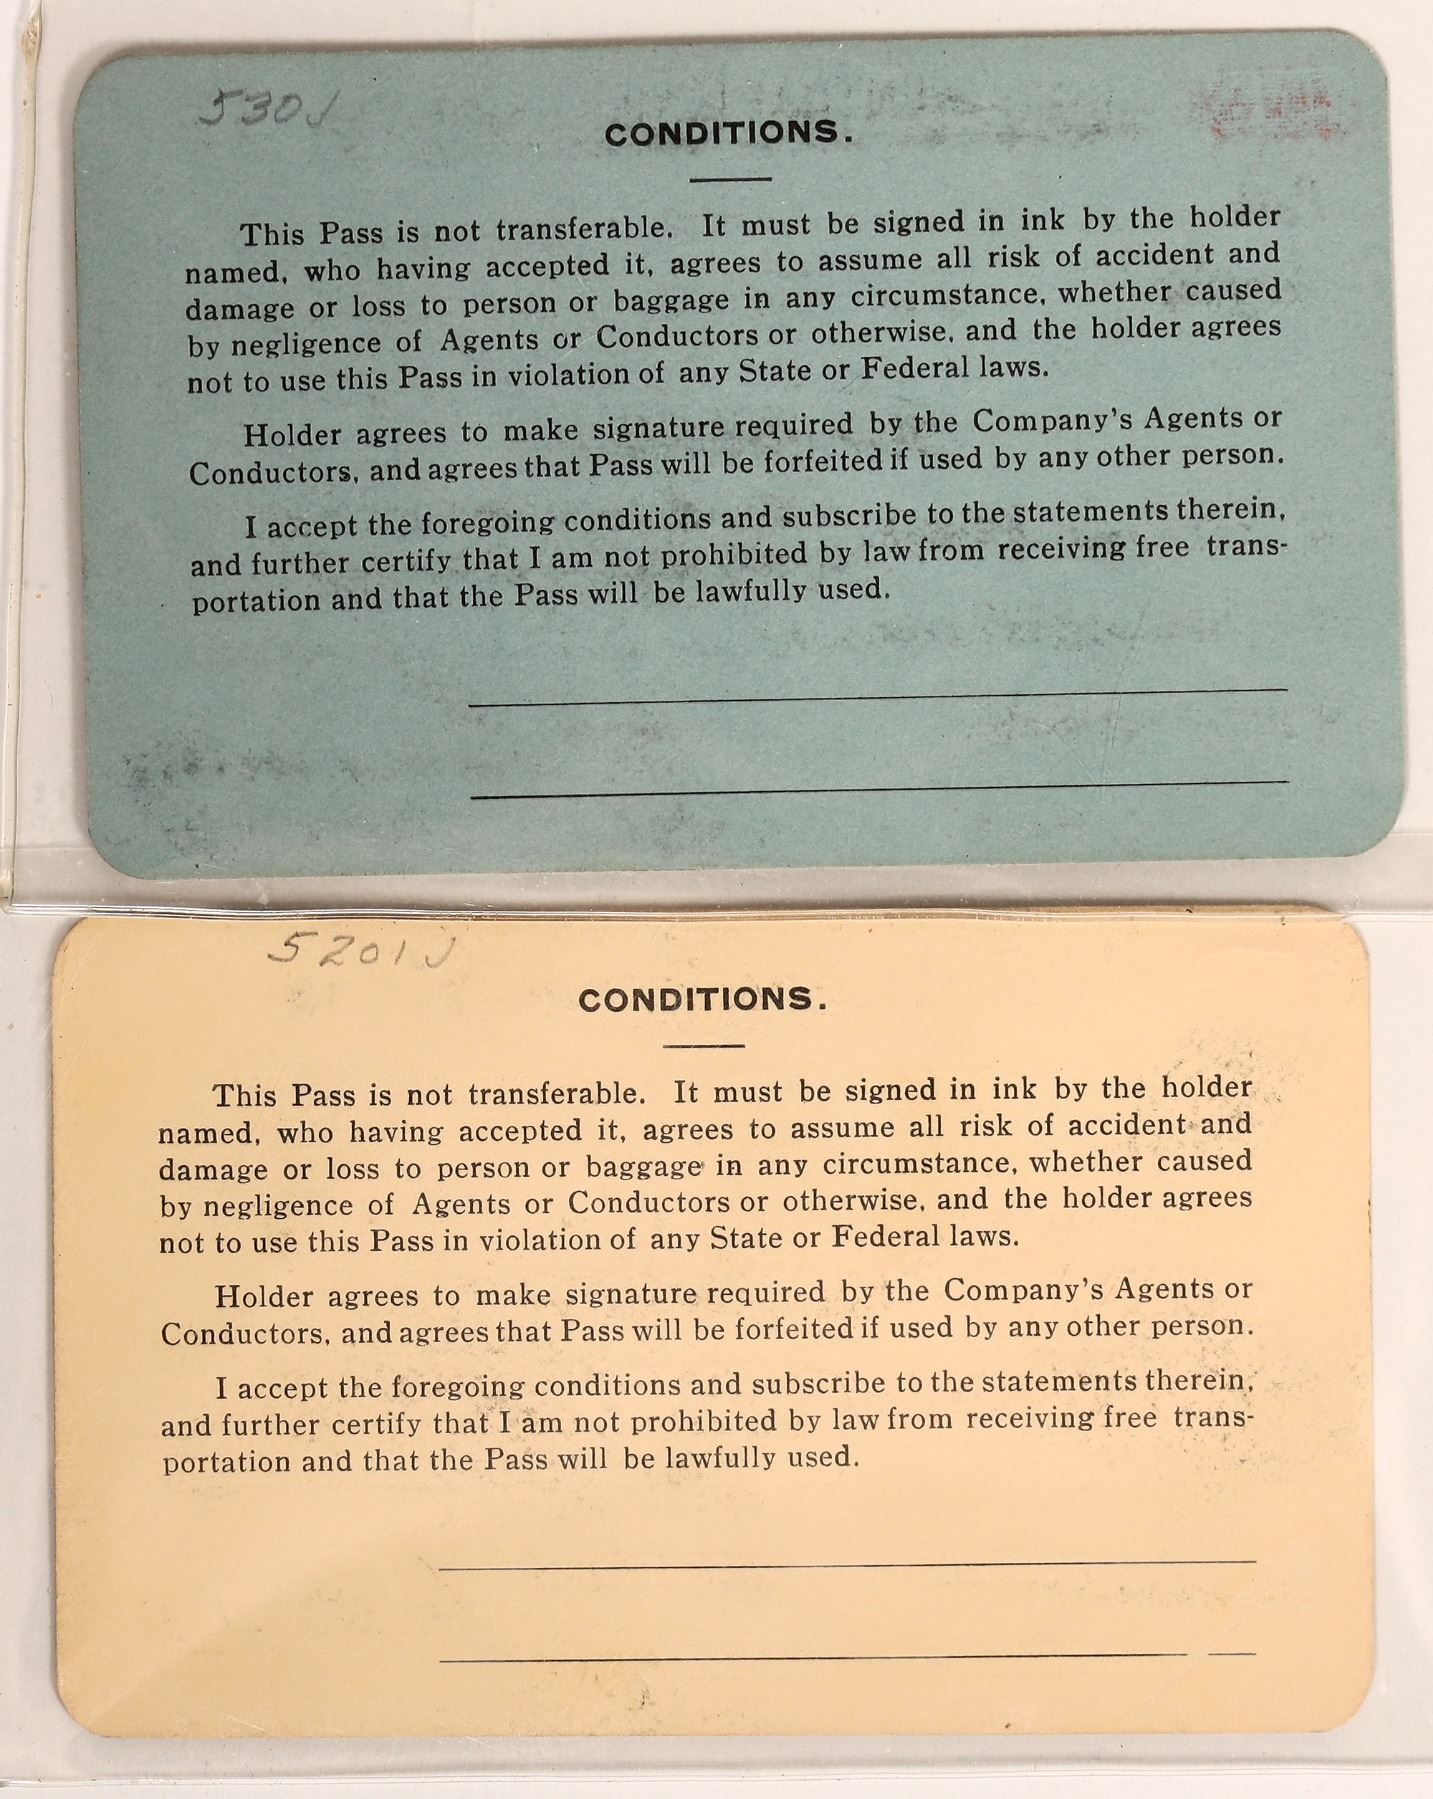 530J
CONDITIONS.
This Pass is not transferable. It must be signed in ink by the holder
named, who having accepted it, agrees to assume all risk of accident and
damage or loss to person or baggage in any circumstance, whether caused
by negligence of Agents or Conductors or otherwise, and the holder agrees
not to use this Pass in violation of any State or Federal laws.
Holder agrees to make signature required by the Company's Agents or
Conductors, and agrees that Pass will be forfeited if used by any other person.
I accept the foregoing conditions and subscribe to the statements therein,
and further certify that I am not prohibited by law from receiving free trans-
portation and that the Pass will be lawfully used.
5201J
CONDITIONS.
This Pass is not transferable. It must be signed in ink by the holder
named, who having accepted it, agrees to assume all risk of accident and
damage or loss to person or baggage in any circumstance, whether caused
by negligence of Agents or Conductors or otherwise, and the holder agrees
not to use this Pass in violation of any State or Federal laws.
Holder agrees to make signature required by the Company's Agents or
Conductors, and agrees that Pass will be forfeited if used by any other person.
I accept the foregoing conditions and subscribe to the statements therein,
and further certify that I am not prohibited by law from receiving free trans-
portation and that the Pass will be lawfully used.